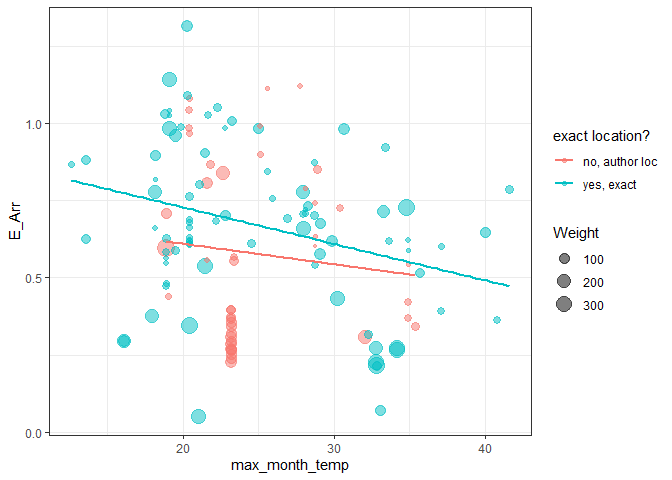 1.0
0.5
0.0
E_Arr
20
30
40
max_month_temp
exact location?
no, author loc
yes, exact
Weight
100
200
300